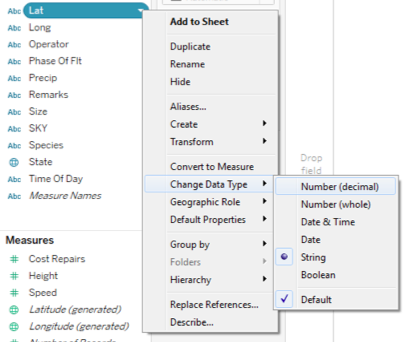 Abc Lat
Abc Long
Abc Operator
Abc Phase Of Flt
Abc Precip
Abc Remarks
Abc Size
Abc SKY
Abc Species
State
Abc Time Of Day
Abc Measure Names
Measures
# Cost Repairs
# Height
# Speed
Latitude (generated)
Longitude (generated)
# Number of Records
Add to Sheet
Duplicate
Rename
Hide
Aliases...
Create
Transform
Convert to Measure
Change Data Type
Geographic Role
Default Properties
Group by
Folders
Hierarchy
Replace References...
Describe...
Drop
field
Number (decimal)
Number (whole)
Date & Time
Date
String
Boolean
Default